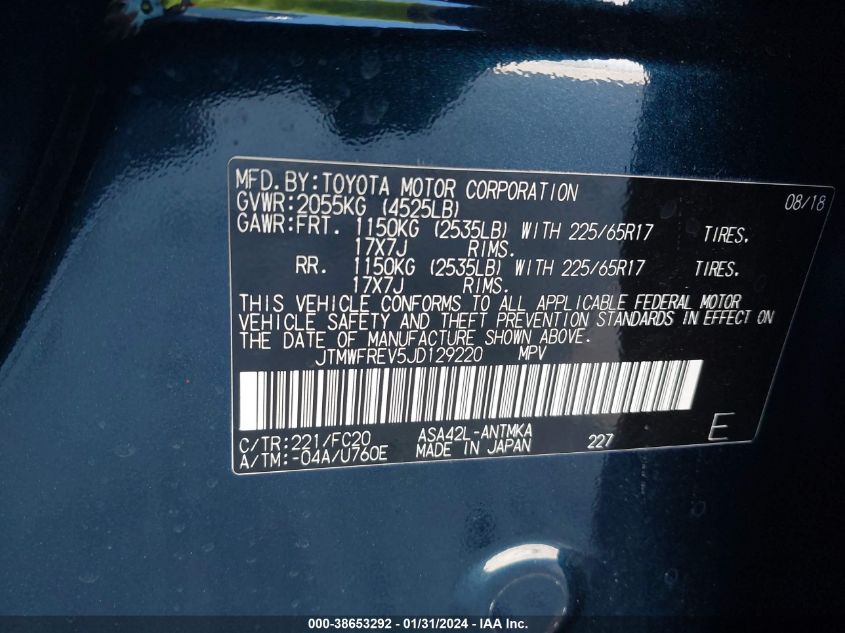 MFD.BY:TOYOTA MOTOR CORPORATION 08/18
GVWR:2055KG (4525LB)
GAWR:FRT. 1150KG (2535LB) WITH 225/65R17 TIRES.
17X7J RIMS.
RR. 1150KG (2535LB) WITH 225/65R17 TIRES.
17X7J RIMS.
THIS VEHICLE CONFORMS TO ALL APPLICABLE FEDERAL MOTOR
VEHICLE SAFETY AND THEFT PREVENTION STANDARDS IN EFFECT ON
THE DATE OF MANUFACTURE SHOWN ABOVE.
JTMWFREV5JD129220 MPV
C/TR:221/FC20 ASA42L-ANTMKA
A/TM:-04A/U760E MADE IN JAPAN 227 E
000-38653292 - 01/31/2024 - IAA Inc.